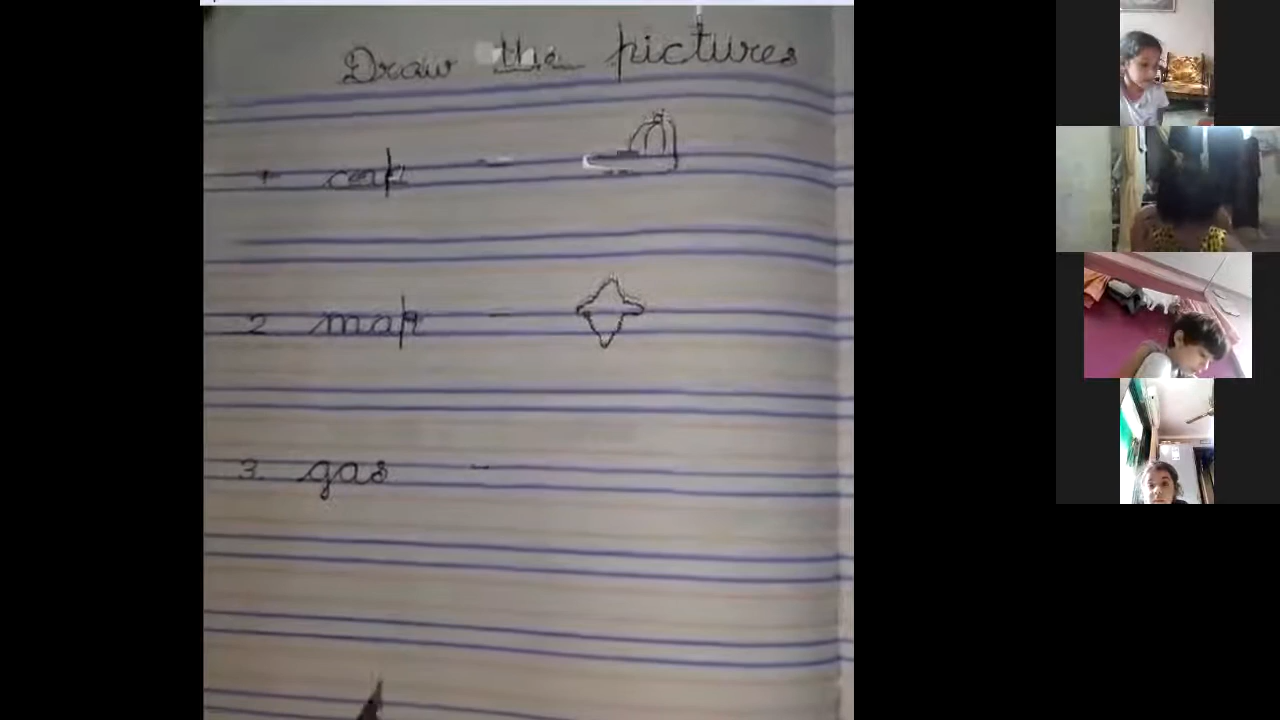 Draw the pictures
1 cap -
2 map -
3. gas -